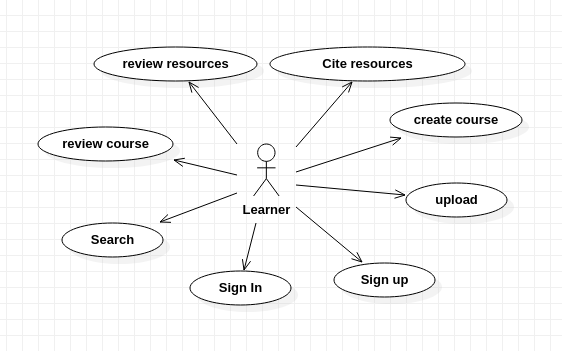 review resources
Cite resources
create course
review course
upload
Learner
Search
Sign In
Sign up